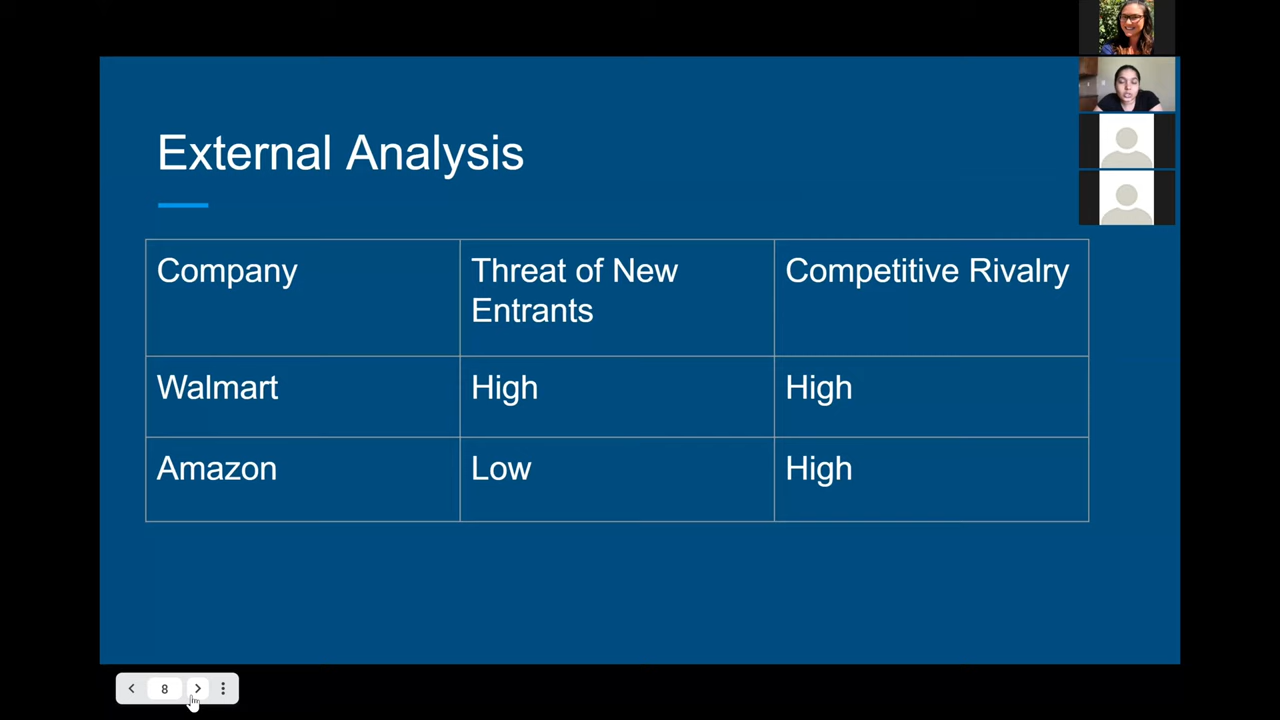 External Analysis
Company
Threat of New
Entrants
Competitive Rivalry
Walmart
High
High
Amazon
Low
High
8